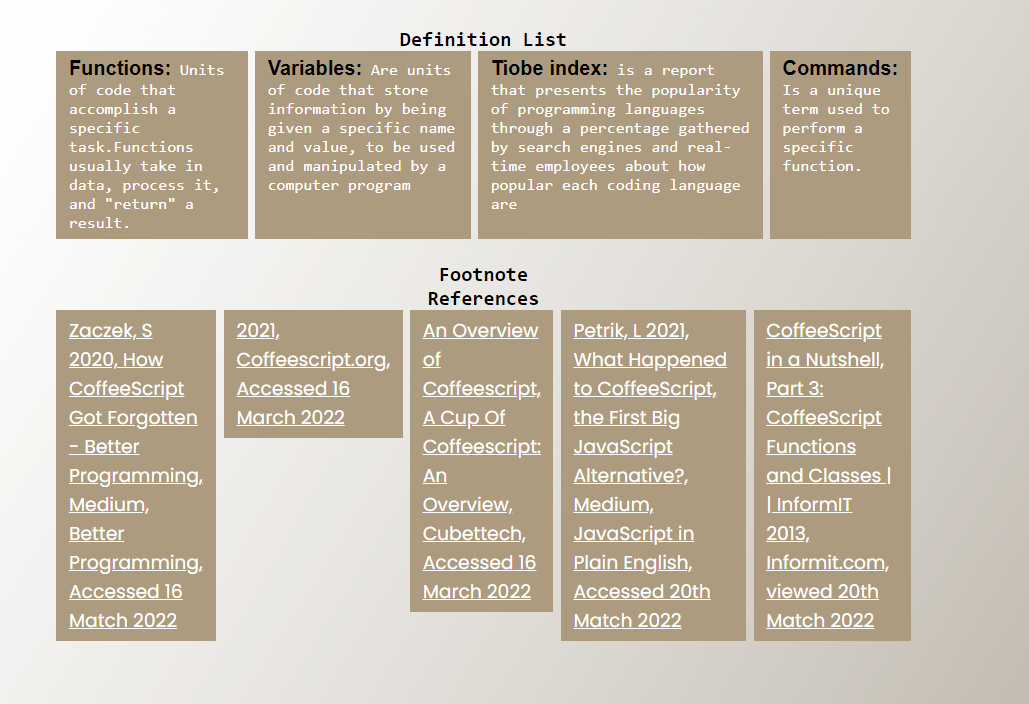 Definition List
Functions: Units
of code that
accomplish a
specific
task.Functions
usually take in
data, process it,
and "return" a
result.
Variables: Are units
of code that store
information by being
given a specific name
and value, to be used
and manipulated by a
computer program
Tiobe index: is a report
that presents the popularity
of programming languages
through a percentage gathered
by search engines and real-
time employees about how
popular each coding language
are
Commands:
Is a unique
term used to
perform a
specific
function.
Footnote
References
Zaczek, S
2020, How
CoffeeScript
Got Forgotten
- Better
Programming,
Medium,
Better
Programming,
Accessed 16
Match 2022
2021,
Coffeescript.org,
Accessed 16
March 2022
An Overview
of
Coffeescript,
A Cup Of
Coffeescript:
An
Overview,
Cubettech,
Accessed 16
March 2022
Petrik, L 2021,
What Happened
to CoffeeScript,
the First Big
JavaScript
Alternative?,
Medium,
JavaScript in
Plain English,
Accessed 20th
Match 2022
CoffeeScript
in a Nutshell,
Part 3:
CoffeeScript
Functions
and Classes |
| InformIT
2013,
Informit.com,
viewed 20th
Match 2022